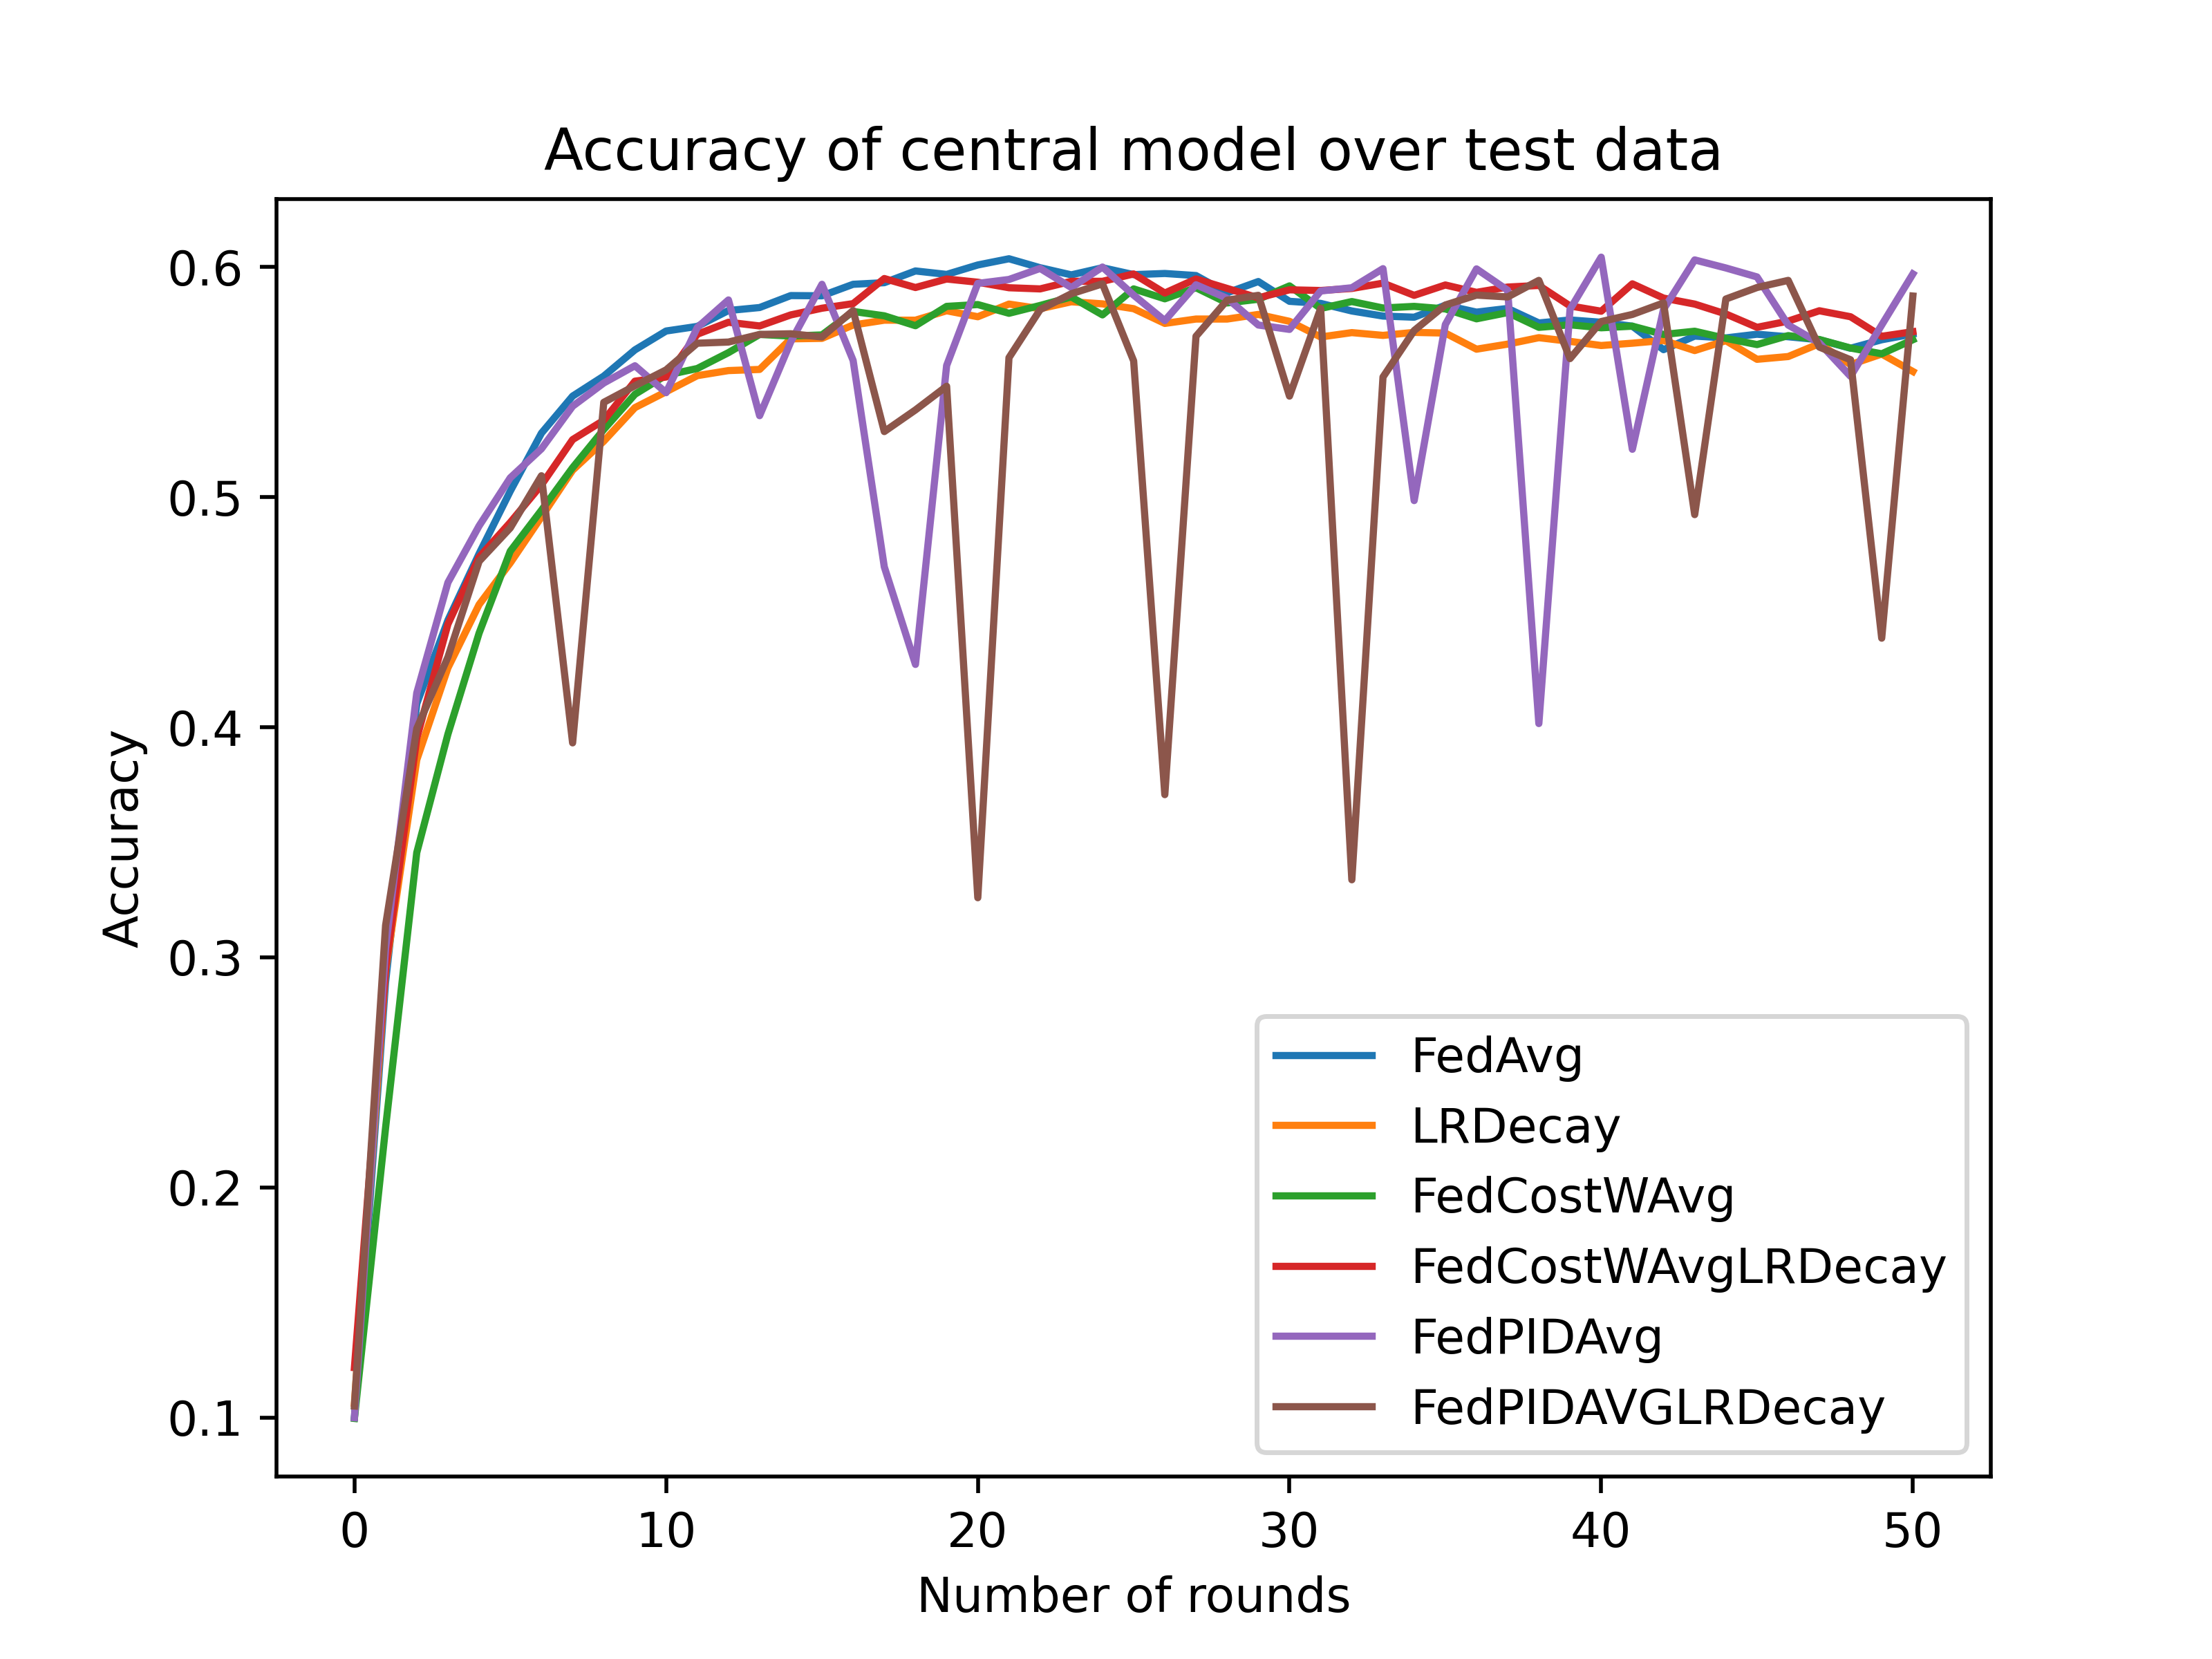 Accuracy of central model over test data
0.6
0.5
0.4
0.3
0.2
0.1
Accuracy
0 10 20 30 40 50
Number of rounds
FedAvg
LRDecay
FedCostWAvg
FedCostWAvgLRDecay
FedPIDAvg
FedPIDAVGLRDecay